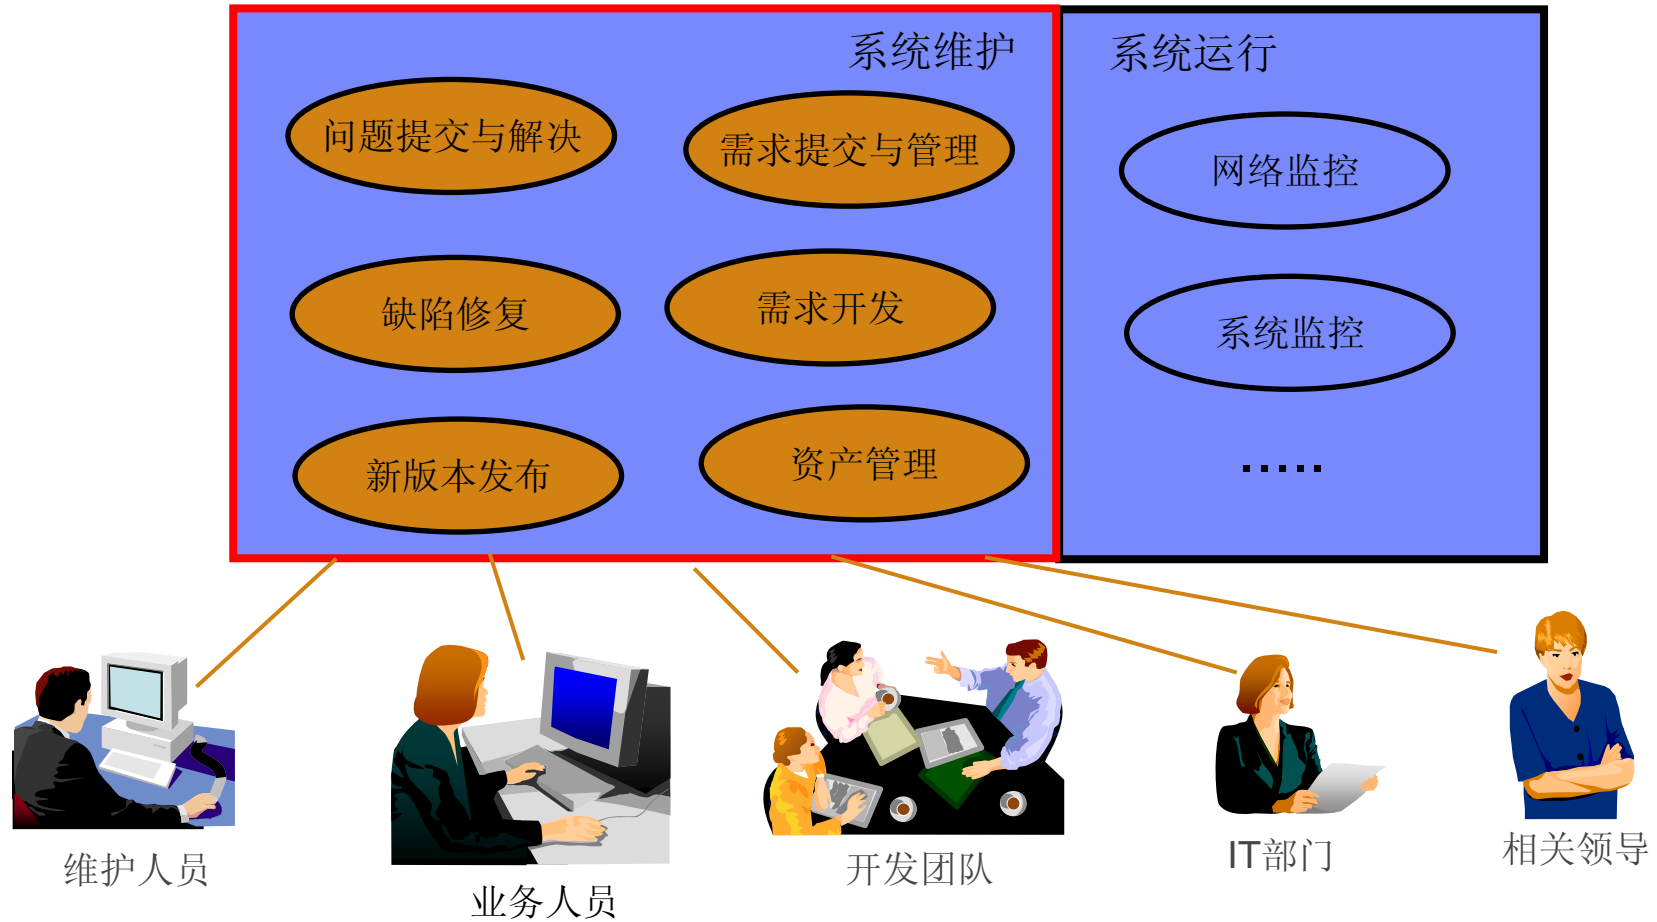 系统维护
系统运行
问题提交与解决
需求提交与管理
网络监控
缺陷修复
需求开发
系统监控
新版本发布
资产管理
.....
维护人员
业务人员
开发团队
IT部门
相关领导